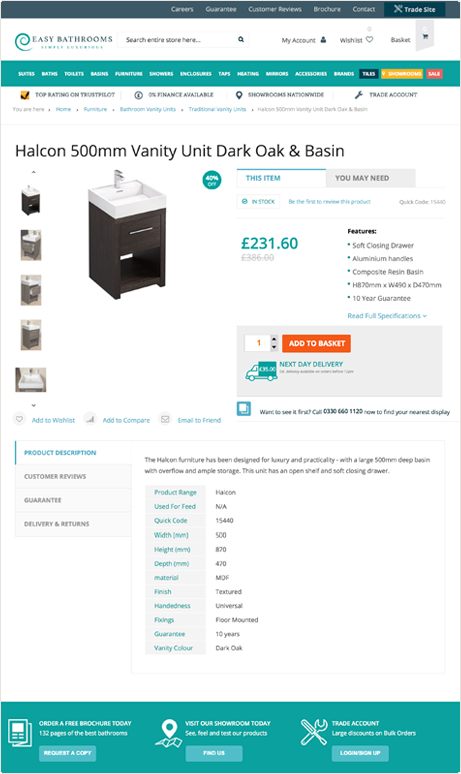 Careers Guarantee Customer Reviews Brochure Contact Trade Site
EASY BATHROOMS
SIMPLY LUXURIOUS
Search entire store here...
My Account Wishlist Basket
SUITES BATHS TOILETS BASINS FURNITURE SHOWERS ENCLOSURES TAPS HEATING MIRRORS ACCESSORIES BRANDS TILES SHOWROOMS SALE
TOP RATING ON TRUSTPILOT 0% FINANCE AVAILABLE SHOWROOMS NATIONWIDE TRADE ACCOUNT
You are here Home Furniture Bathroom Vanity Units Traditional Vanity Units Halcon 500mm Vanity Unit Dark Oak & Basin
Halcon 500mm Vanity Unit Dark Oak & Basin
40%
OFF
THIS ITEM
YOU MAY NEED
IN STOCK
Be the first to review this product
Quick Code: 15440
£231.60
£386.00
Features:
Soft Closing Drawer
Aluminium handles
Composite Resin Basin
H870mm x W490 x D470mm
10 Year Guarantee
Read Full Specifications
1
ADD TO BASKET
£95.00
NEXT DAY DELIVERY
Want to see it first? Call 0330 660 1120 now to find your nearest display
Add to Wishlist Add to Compare Email to Friend
PRODUCT DESCRIPTION
CUSTOMER REVIEWS
GUARANTEE
DELIVERY & RETURNS
The Halcon furniture has been designed for luxury and practicality - with a large 500mm deep basin
with overflow and ample storage. This unit has an open shelf and soft closing drawer.
Product Range Halcon
Used For Feed N/A
Quick Code 15440
Width (mm) 500
Height (mm) 870
Depth (mm) 470
material MDF
Finish Textured
Handedness Universal
Fixings Floor Mounted
Guarantee 10 years
Vanity Colour Dark Oak
ORDER A FREE BROCHURE TODAY
132 pages of the best bathrooms
REQUEST A COPY
VISIT OUR SHOWROOM TODAY
See, feel and test our products
FIND US
TRADE ACCOUNT
Large discounts on Bulk Orders
LOGIN/SIGN UP